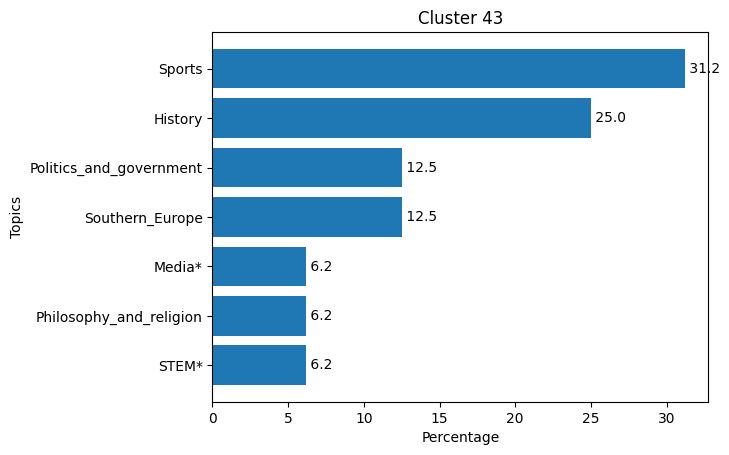 Cluster 43
Topics
Sports 31.2
History 25.0
Politics_and_government 12.5
Southern_Europe 12.5
Media* 6.2
Philosophy_and_religion 6.2
STEM* 6.2
0 5 10 15 20 25 30
Percentage